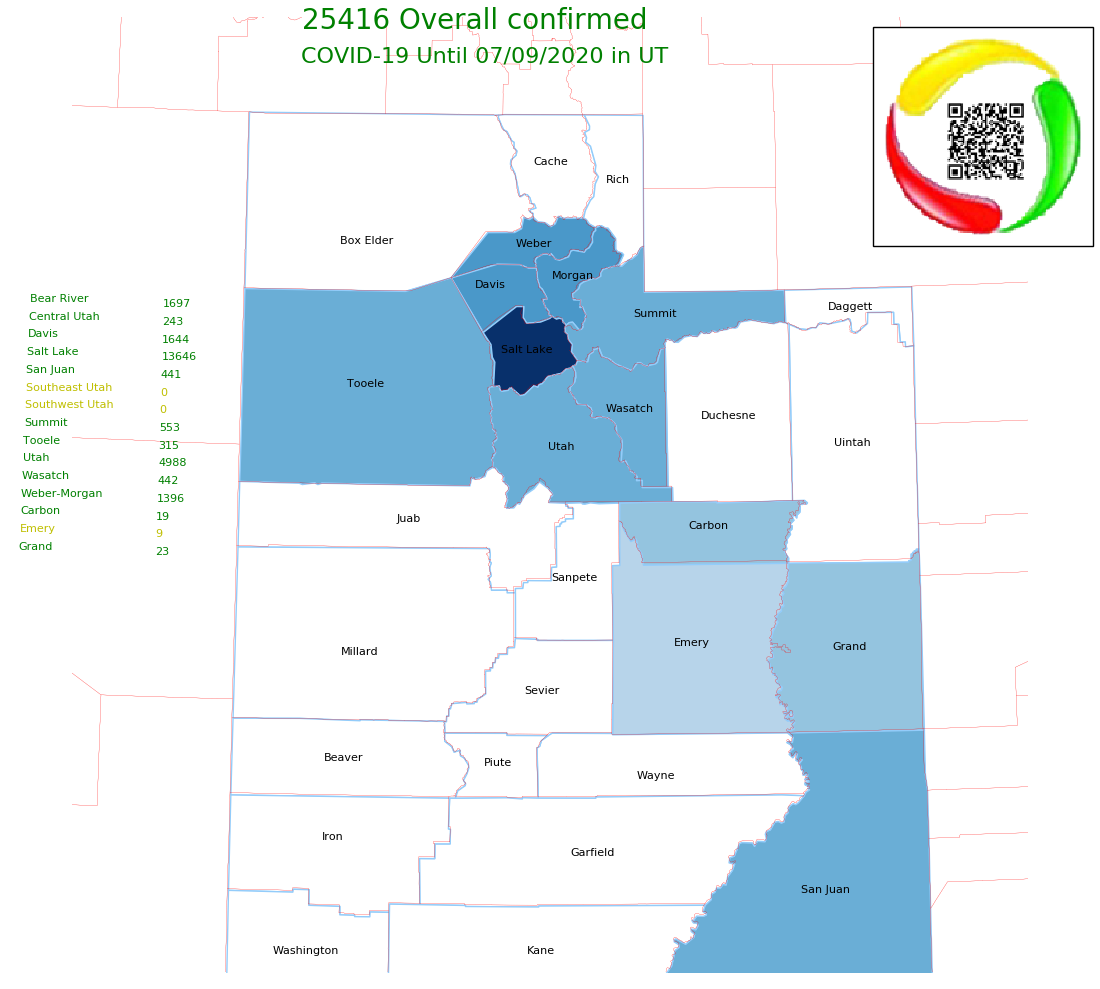 25416 Overall confirmed
COVID-19 Until 07/09/2020 in UT
Cache
Rich
Box Elder
Weber
Morgan
Davis
Summit
Daggett
Salt Lake
Tooele
Wasatch
Duchesne
Uintah
Utah
Bear River 1697
Central Utah 243
Davis 1644
Salt Lake 13646
San Juan 441
Southeast Utah 0
Southwest Utah 0
Summit 553
Tooele 315
Utah 4988
Wasatch 442
Weber-Morgan 1396
Carbon 19
Emery 9
Grand 23
Juab
Carbon
Sanpete
Emery
Grand
Millard
Sevier
Beaver
Piute
Wayne
Iron
Garfield
San Juan
Washington
Kane